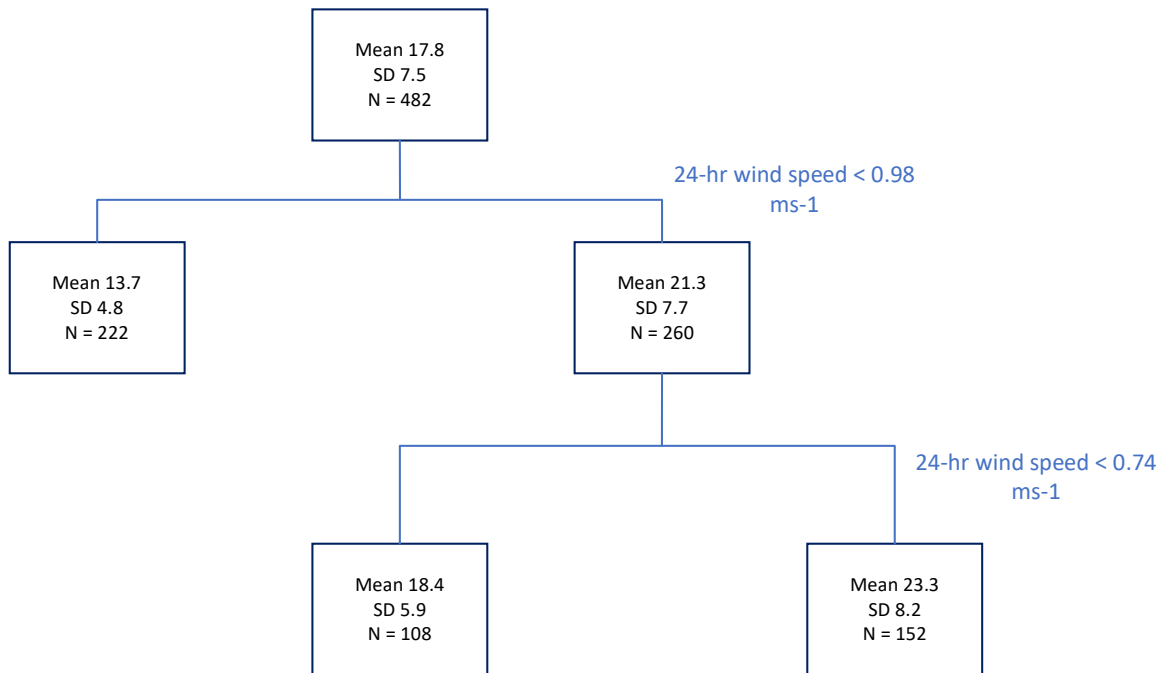 Mean 17.8
SD 7.5
N = 482
24-hr wind speed < 0.98
ms-1
Mean 13.7
SD 4.8
N = 222
Mean 21.3
SD 7.7
N = 260
24-hr wind speed < 0.74
ms-1
Mean 18.4
SD 5.9
N = 108
Mean 23.3
SD 8.2
N = 152